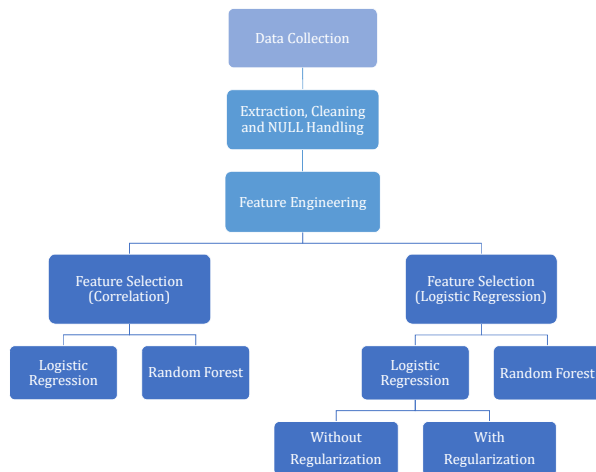 Data Collection
Extraction, Cleaning
and NULL Handling
Feature Engineering
Feature Selection
(Correlation)
Feature Selection
(Logistic Regression)
Logistic
Regression
Random Forest
Logistic
Regression
Random Forest
Without
Regularization
With
Regularization